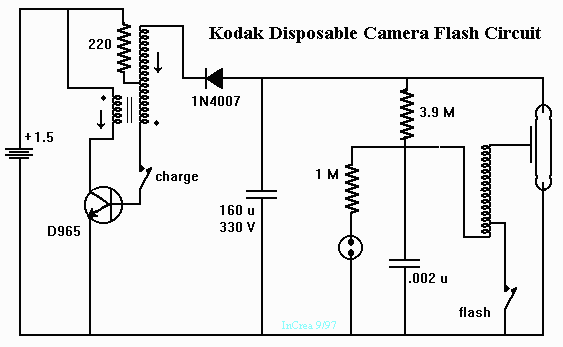 Kodak Disposable Camera Flash Circuit
220
1N4007
3.9 M
+1.5
charge
1 M
160 u
330 V
D965
.002 u
flash
InCrea 9/97